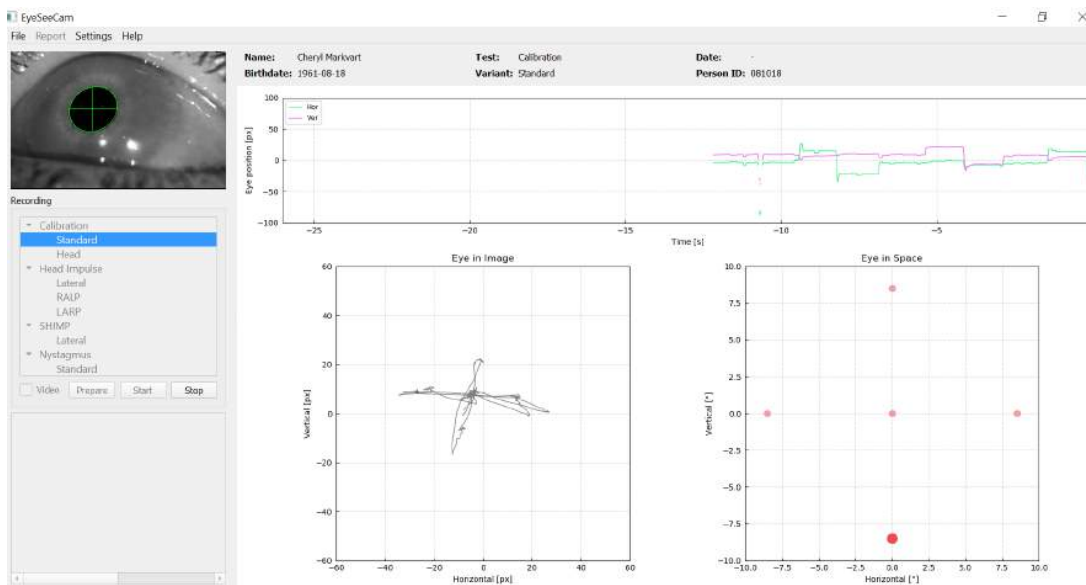 EyeSeeCam
File Report Settings Help
Name: Cheryl Markvart Test: Calibration Date: -
Birthdate: 1961-08-18 Variant: Standard Person ID: 081018
Recording
Calibration
Standard
Head
Head Impulse
Lateral
RALP
LARP
SHIMP
Lateral
Nystagmus
Standard
Video Prepare Start Stop
Eye position [px]
100
50
0
−50
−100
Hor
Ver
−25 −20 −15 −10 −5
Time [s]
Eye in Image
Vertical [px]
60
40
20
0
−20
−40
−60
−60 −40 −20 0 20 40 60
Horizontal [px]
Eye in Space
Vertical [°]
10.0
7.5
5.0
2.5
0.0
−2.5
−5.0
−7.5
−10.0
−10.0 −7.5 −5.0 −2.5 0.0 2.5 5.0 7.5 10.0
Horizontal [°]